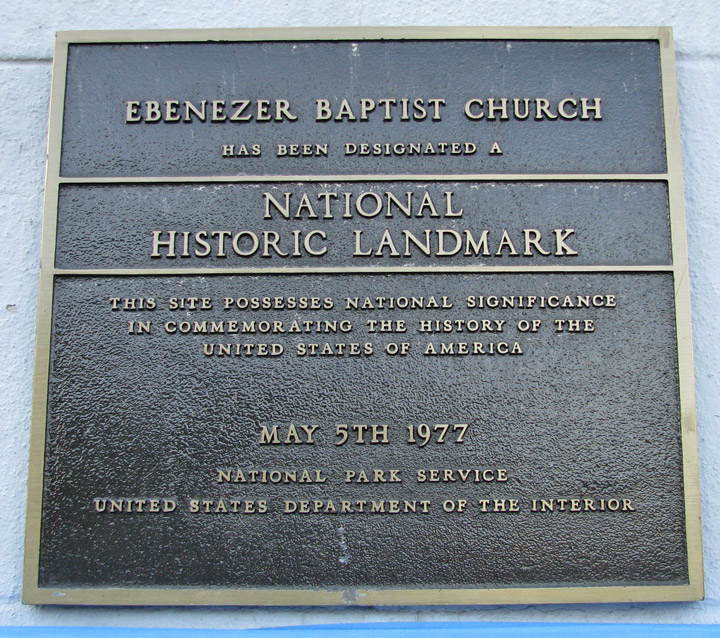 EBENEZER BAPTIST CHURCH
HAS BEEN DESIGNATED A
NATIONAL
HISTORIC LANDMARK
THIS SITE POSSESSES NATIONAL SIGNIFICANCE
IN COMMEMORATING THE HISTORY OF THE
UNITED STATES OF AMERICA
MAY 5TH 1977
NATIONAL PARK SERVICE
UNITED STATES DEPARTMENT OF THE INTERIOR